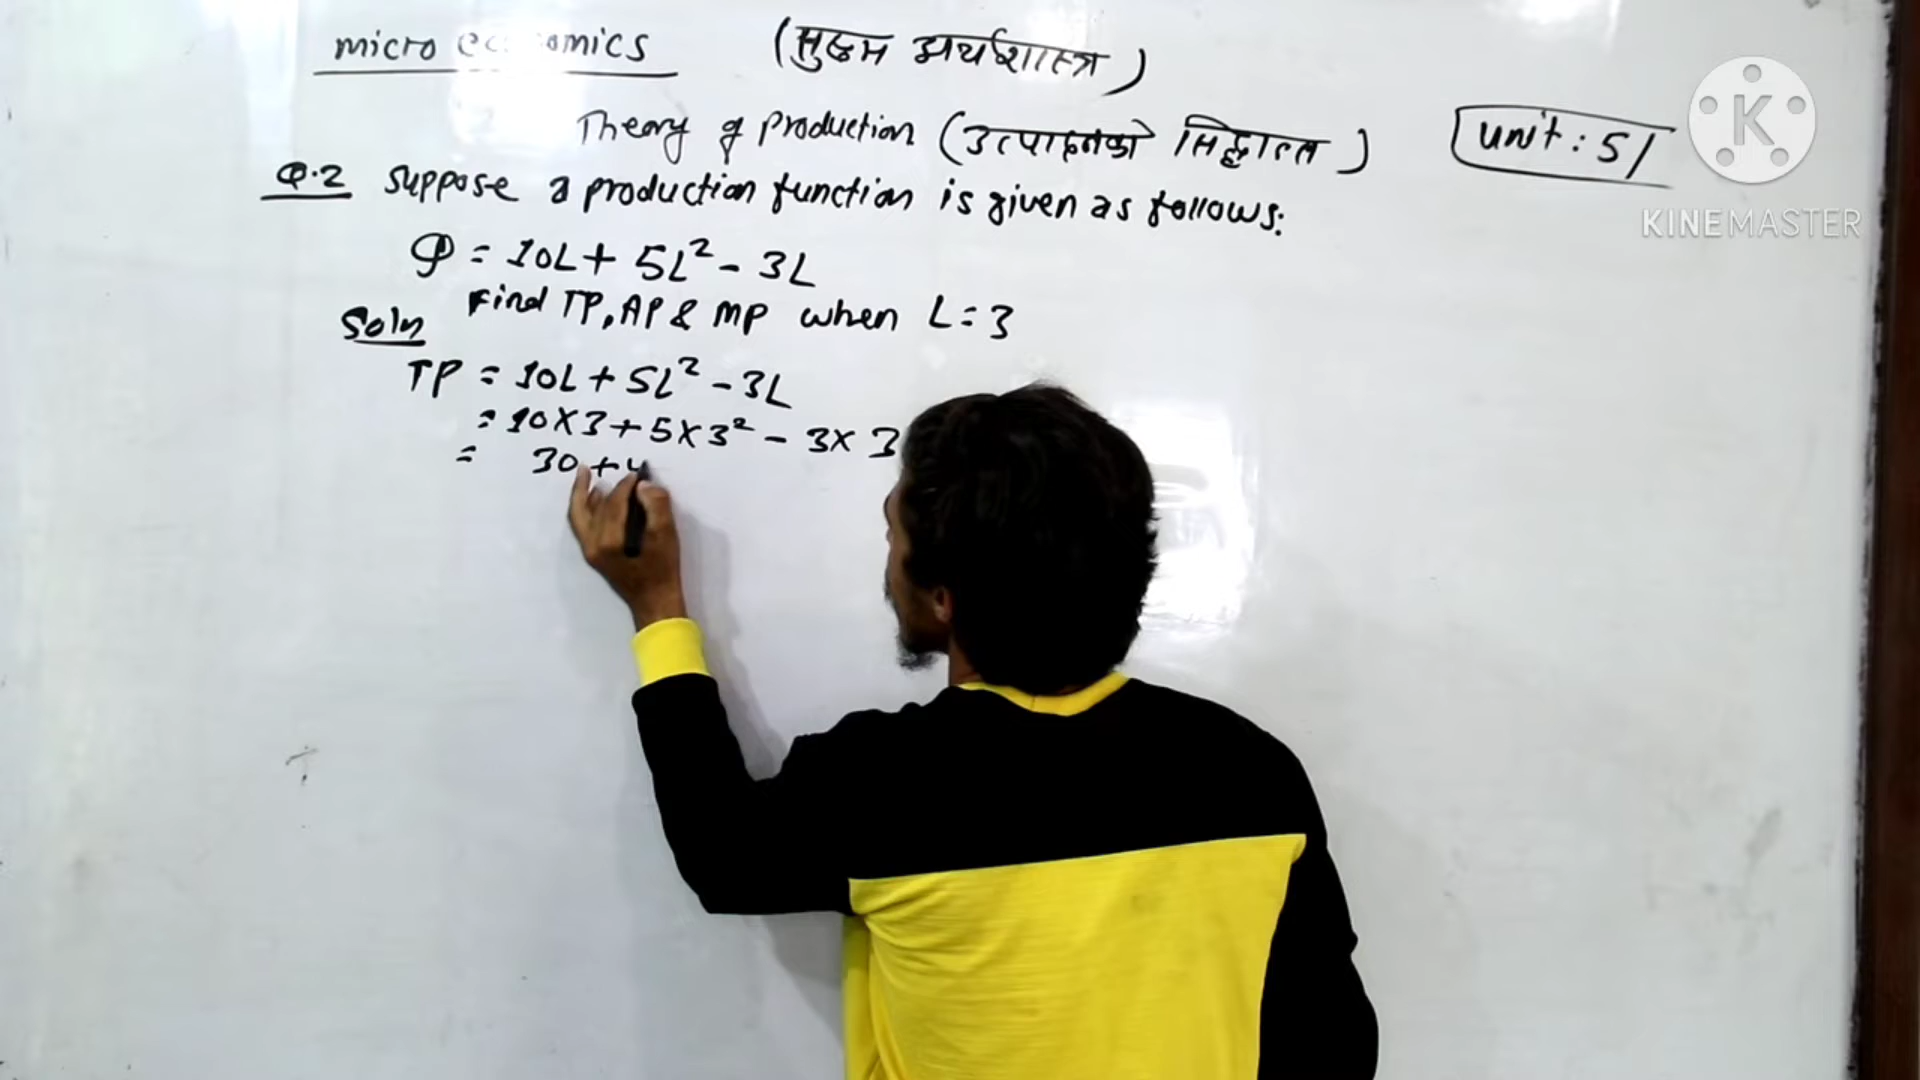 micro economics (सुक्ष्म अर्थशास्त्र)
Theory of production (उत्पादनको सिद्धान्त)
unit: 5
Q.2 suppose a production function is given as follows:
Q = 10L + 5L² - 3L
Find TP, AP & MP when L = 3
Soln
TP = 10L + 5L² - 3L
= 10 X 3 + 5 X 3² - 3 X 3
= 30 + 4
K
KINEMASTER